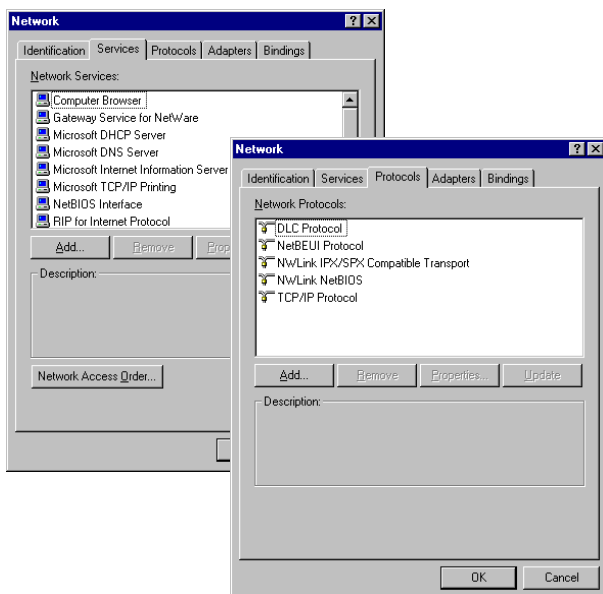 Network
Identification Services Protocols Adapters Bindings
Network Services:
Computer Browser
Gateway Service for NetWare
Microsoft DHCP Server
Microsoft DNS Server
Microsoft Internet Information Server
Microsoft TCP/IP Printing
NetBIOS Interface
RIP for Internet Protocol
Add... Remove
Description:
Network Access Order...
Network
Identification Services Protocols Adapters Bindings
Network Protocols:
DLC Protocol
NetBEUI Protocol
NWLink IPX/SPX Compatible Transport
NWLink NetBIOS
TCP/IP Protocol
Add... Remove Properties... Update
Description:
OK Cancel